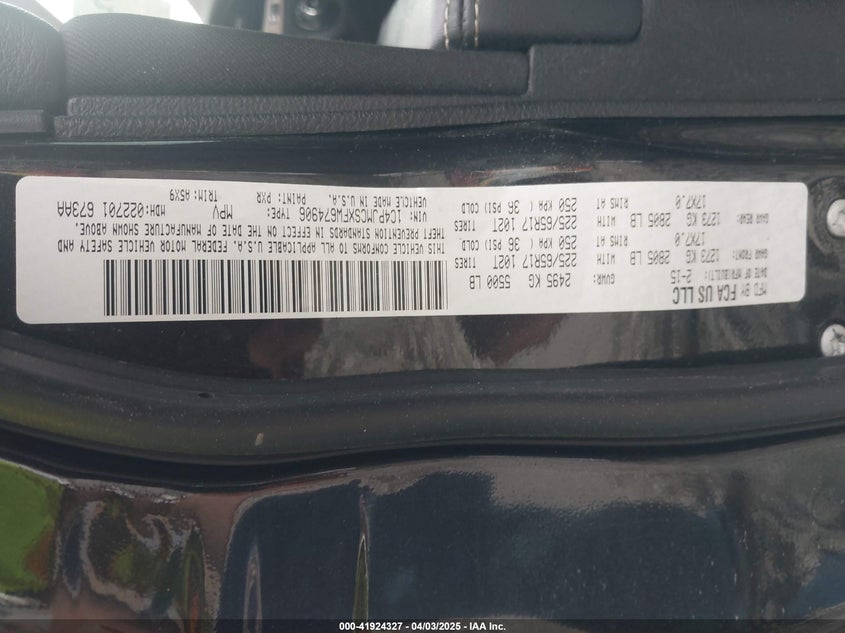 MFD BY FCA US LLC
DATE OF MFR(BUILT): 2-15
GVWR: 2495 KG 5500 LB
GAWR FRONT: 1273 KG 2805 LB WITH 225/65R17 102T TIRES
17X7.0 RIMS AT 250 KPA ( 36 PSI) COLD
GAWR REAR: 1273 KG 2805 LB WITH 225/65R17 102T TIRES
17X7.0 RIMS AT 250 KPA ( 36 PSI) COLD
THIS VEHICLE CONFORMS TO ALL APPLICABLE U.S.A. FEDERAL MOTOR VEHICLE SAFETY AND
THEFT PREVENTION STANDARDS IN EFFECT ON THE DATE OF MANUFACTURE SHOWN ABOVE.
VIN: 1C4PJMCSXFW674906 TYPE: MPV MDH:022701 673AA
VEHICLE MADE IN U.S.A. PAINT: PXR TRIM: A5X9
000-41924327 - 04/03/2025 - IAA Inc.